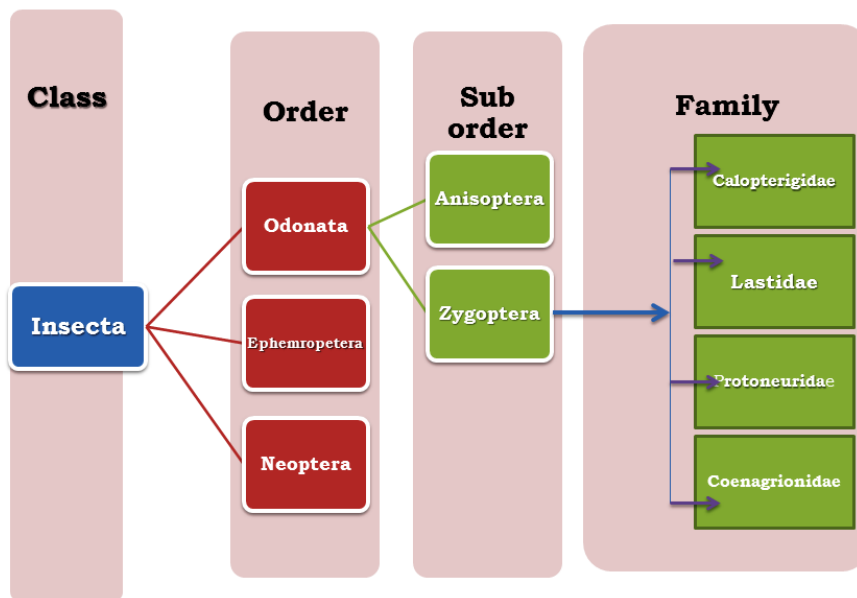 Class
Order
Sub
order
Family
Insecta
Odonata
Ephemropetera
Neoptera
Anisoptera
Zygoptera
Calopterigidae
Lastidae
Protoneuridae
Coenagrionidae